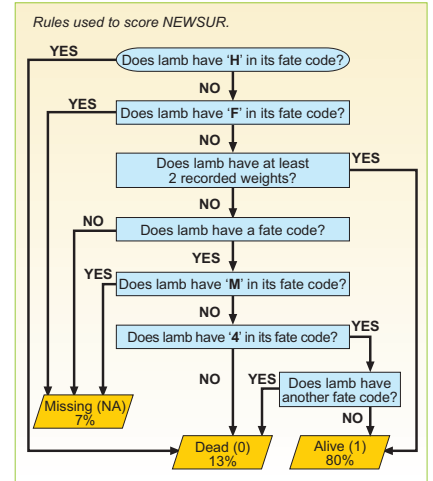 Rules used to score NEWSUR.
YES
Does lamb have ‘H’ in its fate code?
NO
YES
Does lamb have ‘F’ in its fate code?
NO
Does lamb have at least
2 recorded weights?
YES
NO
NO
Does lamb have a fate code?
YES
YES
Does lamb have ‘M’ in its fate code?
NO
Does lamb have ‘4’ in its fate code?
YES
NO
YES
Does lamb have
another fate code?
NO
Missing (NA)
7%
Dead (0)
13%
Alive (1)
80%